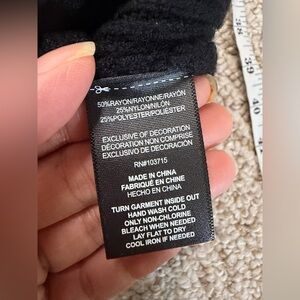 50%RAYON/RAYONNE/RAYÓN
25%NYLON/NILÓN
25%POLYESTER/POLIÉSTER
EXCLUSIVE OF DECORATION
DÉCORATION NON COMPRISE
EXCLUSIVO DE DECORACIÓN
RN#103715
MADE IN CHINA
FABRIQUÉ EN CHINE
HECHO EN CHINA
TURN GARMENT INSIDE OUT
HAND WASH COLD
ONLY NON-CHLORINE
BLEACH WHEN NEEDED
LAY FLAT TO DRY
COOL IRON IF NEEDED
38
39
40